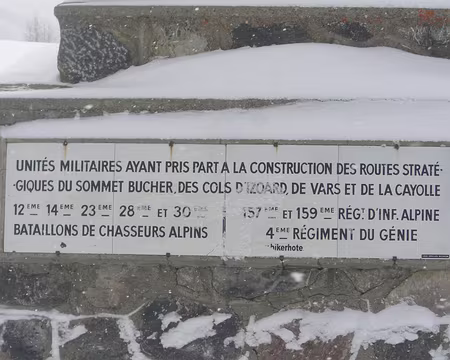 UNITÉS MILITAIRES AYANT PRIS PART A LA CONSTRUCTION DES ROUTES STRATÉ-
-GIQUES DU SOMMET BUCHER, DES COLS D'IZOARD, DE VARS ET DE LA CAYOLLE
12ÈME 14ÈME 23ÈME 28ÈME ET 30ÈME 157ÈME ET 159ÈME RÉGT D'INF. ALPINE
BATAILLONS DE CHASSEURS ALPINS 4ÈME RÉGIMENT DU GÉNIE
bikerhote